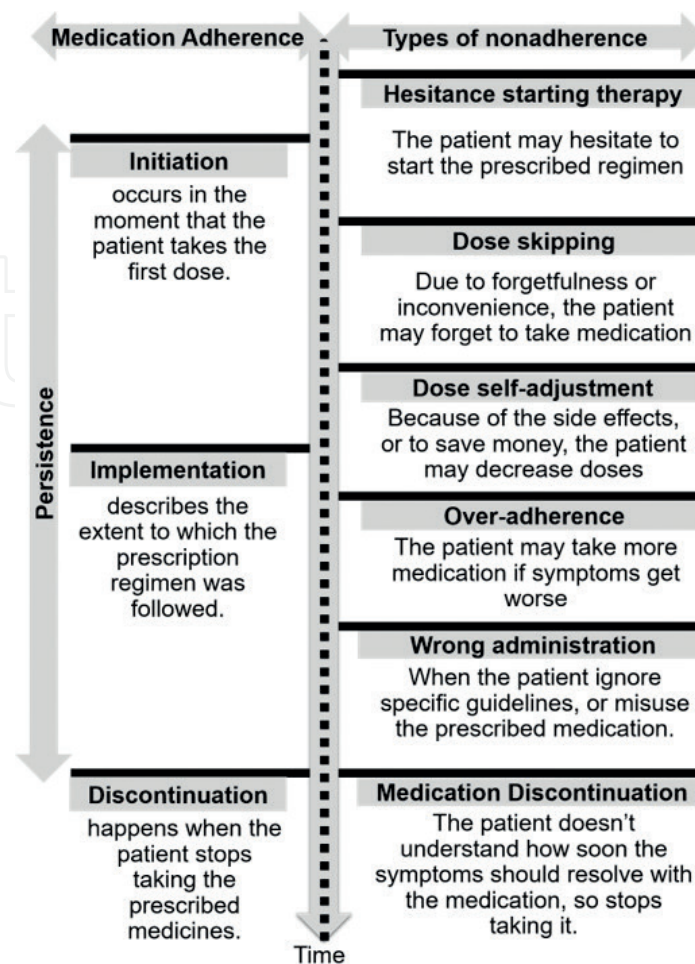 Medication Adherence
Types of nonadherence
Persistence
Initiation
occurs in the
moment that the
patient takes the
first dose.
Implementation
describes the
extent to which the
prescription
regimen was
followed.
Discontinuation
happens when the
patient stops
taking the
prescribed
medicines.
Hesitance starting therapy
The patient may hesitate to
start the prescribed regimen
Dose skipping
Due to forgetfulness or
inconvenience, the patient
may forget to take medication
Dose self-adjustment
Because of the side effects,
or to save money, the patient
may decrease doses
Over-adherence
The patient may take more
medication if symptoms get
worse
Wrong administration
When the patient ignore
specific guidelines, or misuse
the prescribed medication.
Medication Discontinuation
The patient doesn't
understand how soon the
symptoms should resolve with
the medication, so stops
taking it.
Time